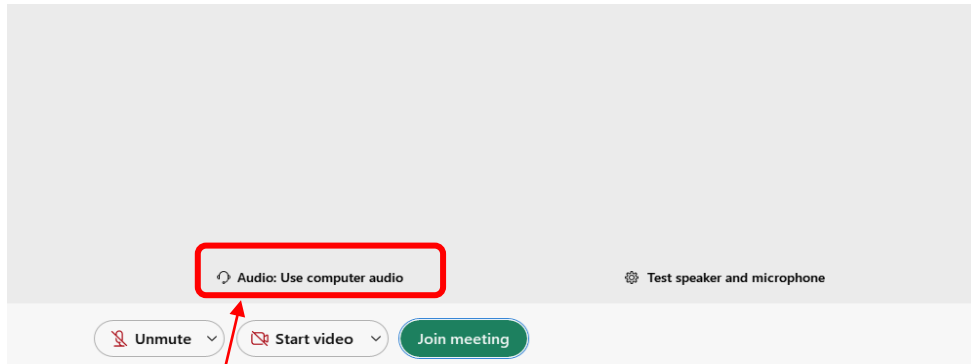 Audio: Use computer audio
Test speaker and microphone
Unmute
Start video
Join meeting